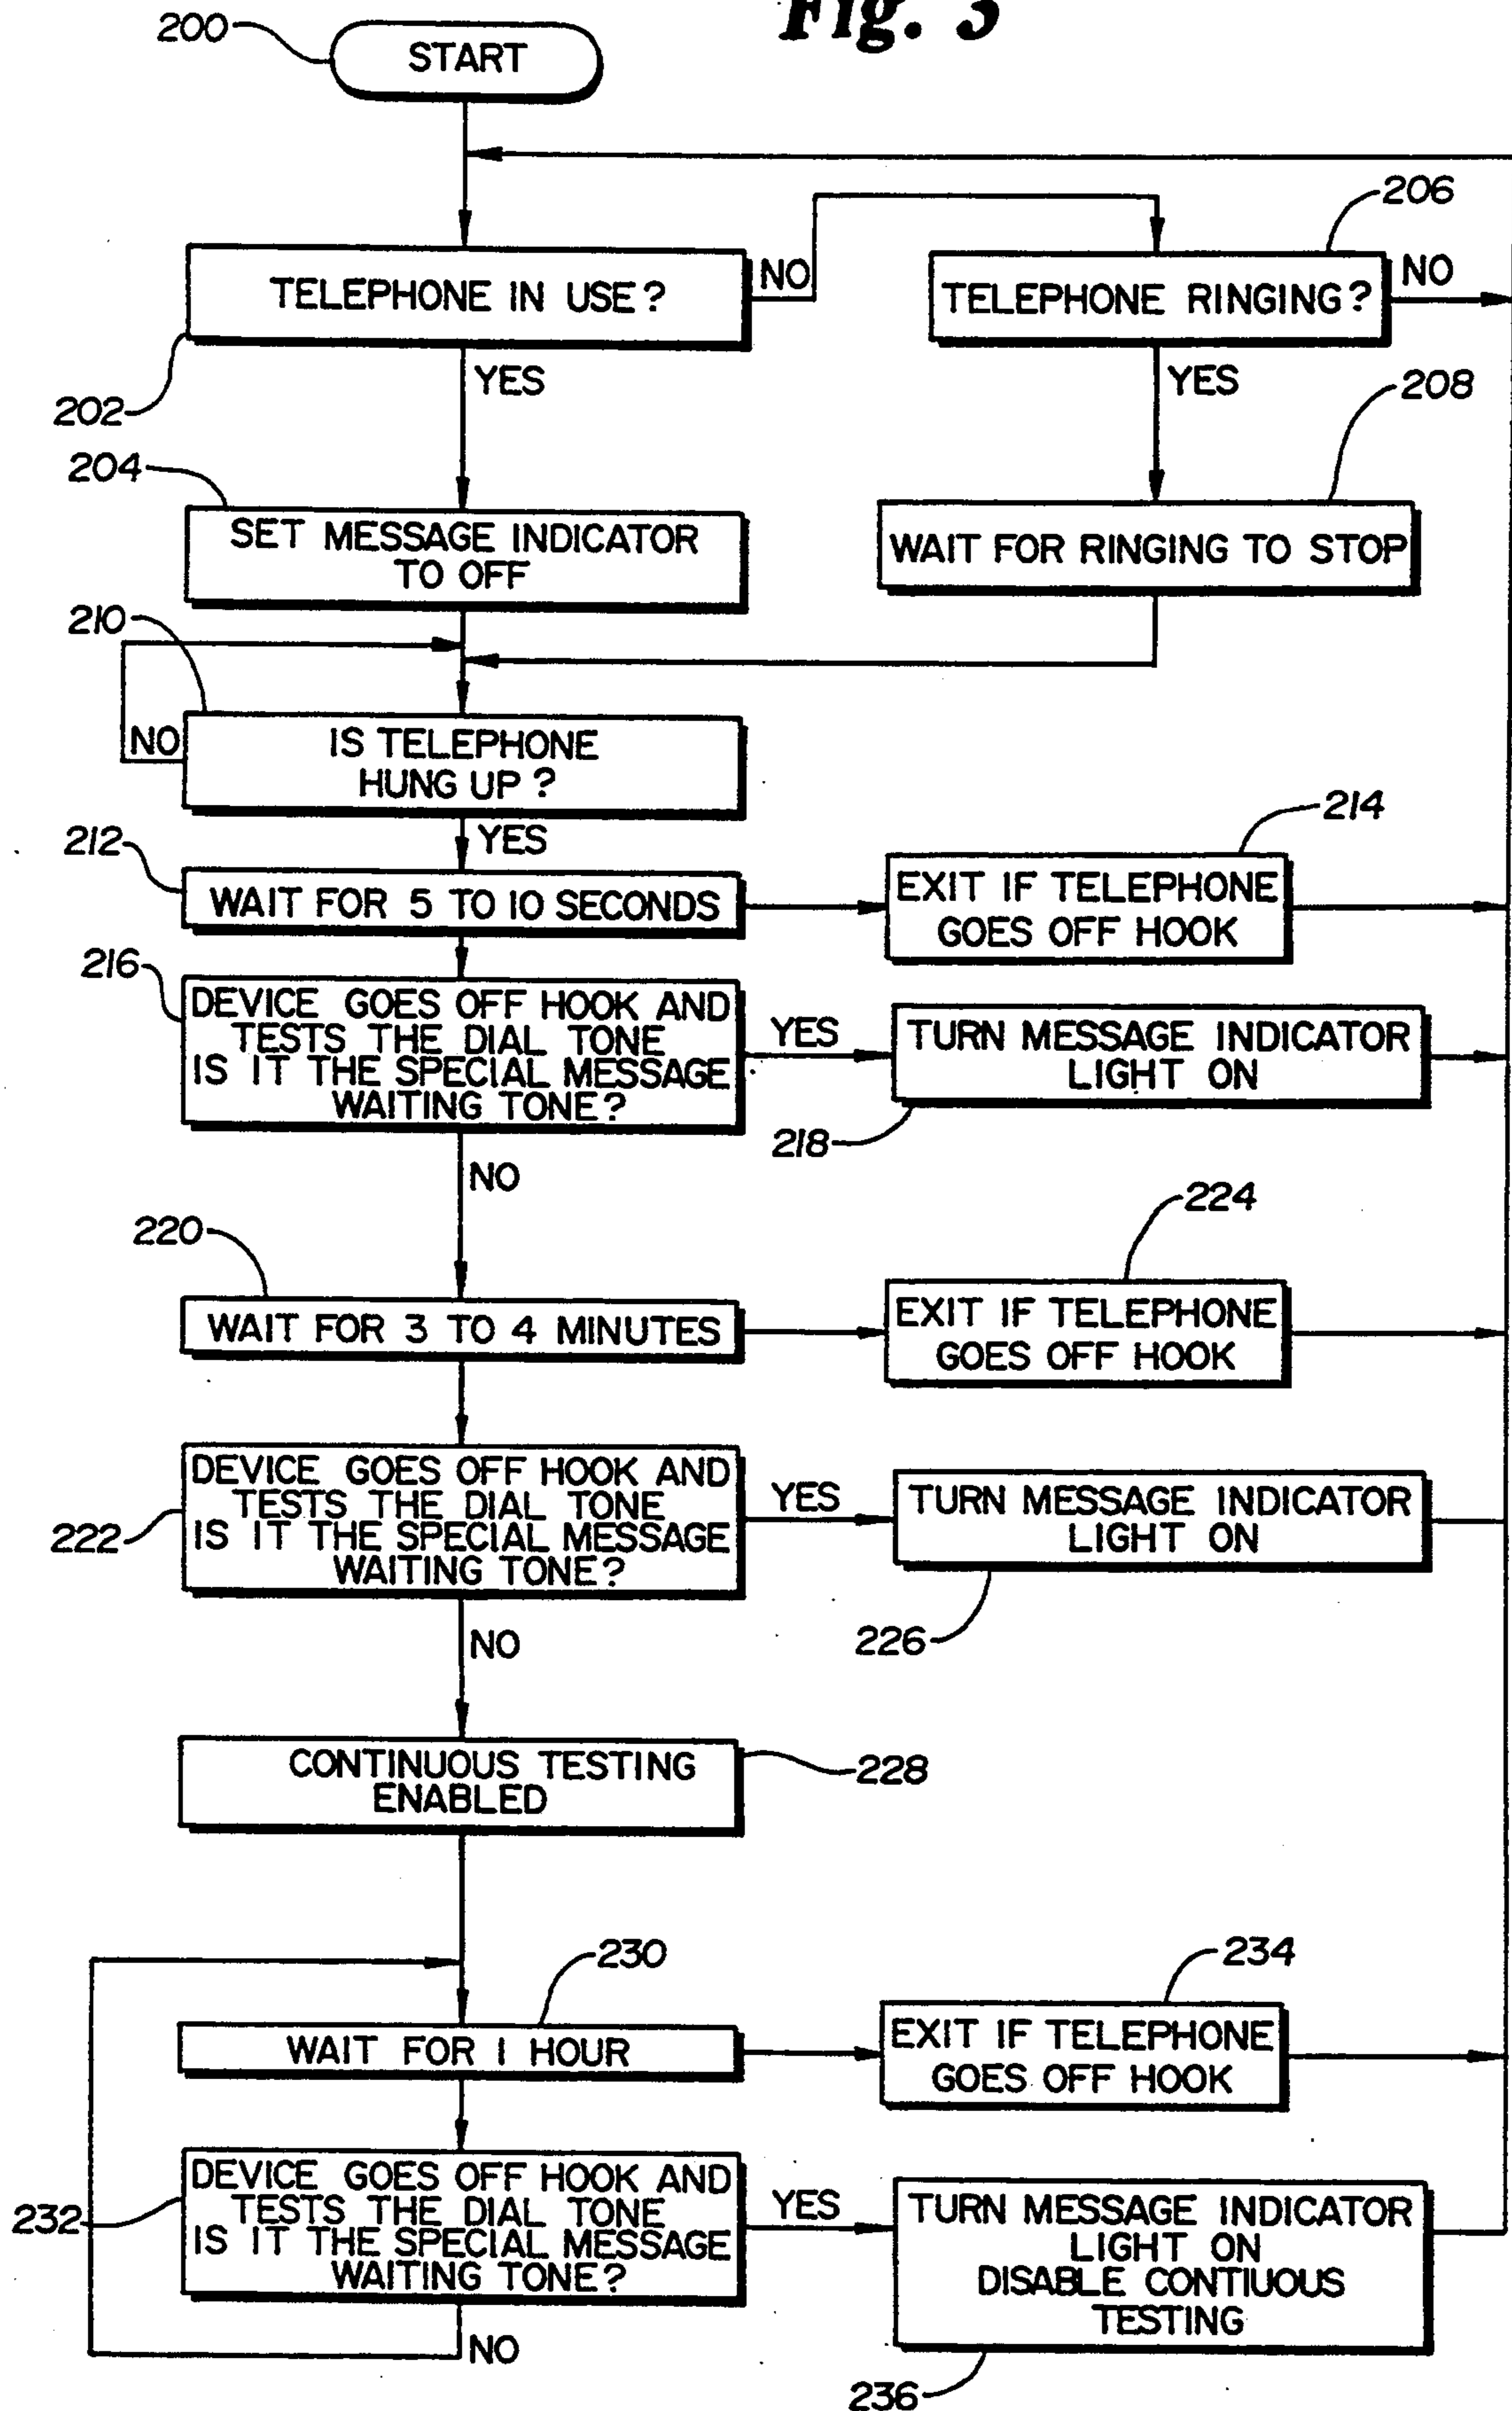 Fig. 3
200
START
206
TELEPHONE IN USE?
NO
TELEPHONE RINGING?
NO
202
YES
YES
208
204
SET MESSAGE INDICATOR
TO OFF
WAIT FOR RINGING TO STOP
210
NO
IS TELEPHONE
HUNG UP?
YES
212
WAIT FOR 5 TO 10 SECONDS
214
EXIT IF TELEPHONE
GOES OFF HOOK
216
DEVICE GOES OFF HOOK AND
TESTS THE DIAL TONE
IS IT THE SPECIAL MESSAGE
WAITING TONE?
YES
TURN MESSAGE INDICATOR
LIGHT ON
218
NO
220
WAIT FOR 3 TO 4 MINUTES
224
EXIT IF TELEPHONE
GOES OFF HOOK
222
DEVICE GOES OFF HOOK AND
TESTS THE DIAL TONE
IS IT THE SPECIAL MESSAGE
WAITING TONE?
YES
TURN MESSAGE INDICATOR
LIGHT ON
226
NO
CONTINUOUS TESTING
ENABLED
228
230
WAIT FOR 1 HOUR
234
EXIT IF TELEPHONE
GOES OFF HOOK
232
DEVICE GOES OFF HOOK AND
TESTS THE DIAL TONE
IS IT THE SPECIAL MESSAGE
WAITING TONE?
YES
TURN MESSAGE INDICATOR
LIGHT ON
DISABLE CONTIUOUS
TESTING
NO
236